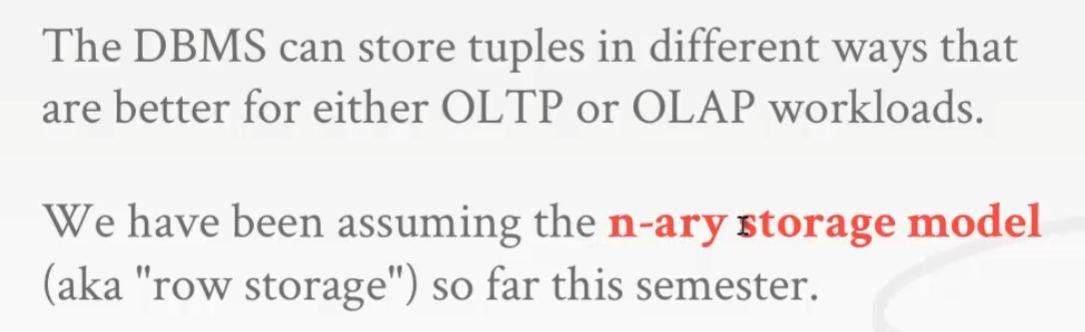 The DBMS can store tuples in different ways that
are better for either OLTP or OLAP workloads.
We have been assuming the n-ary storage model
(aka "row storage") so far this semester.